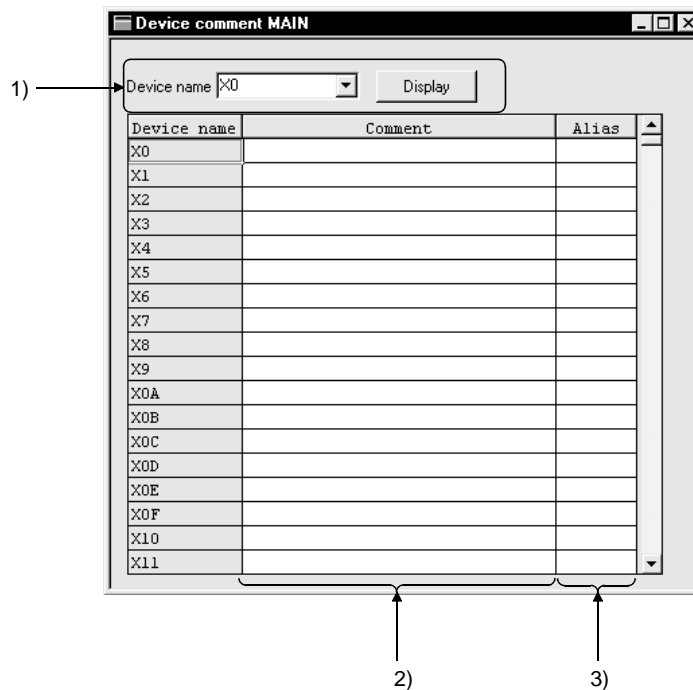 Device comment MAIN
1)
Device name X0 Display
Device name Comment Alias
X0
X1
X2
X3
X4
X5
X6
X7
X8
X9
X0A
X0B
X0C
X0D
X0E
X0F
X10
X11
2) 3)